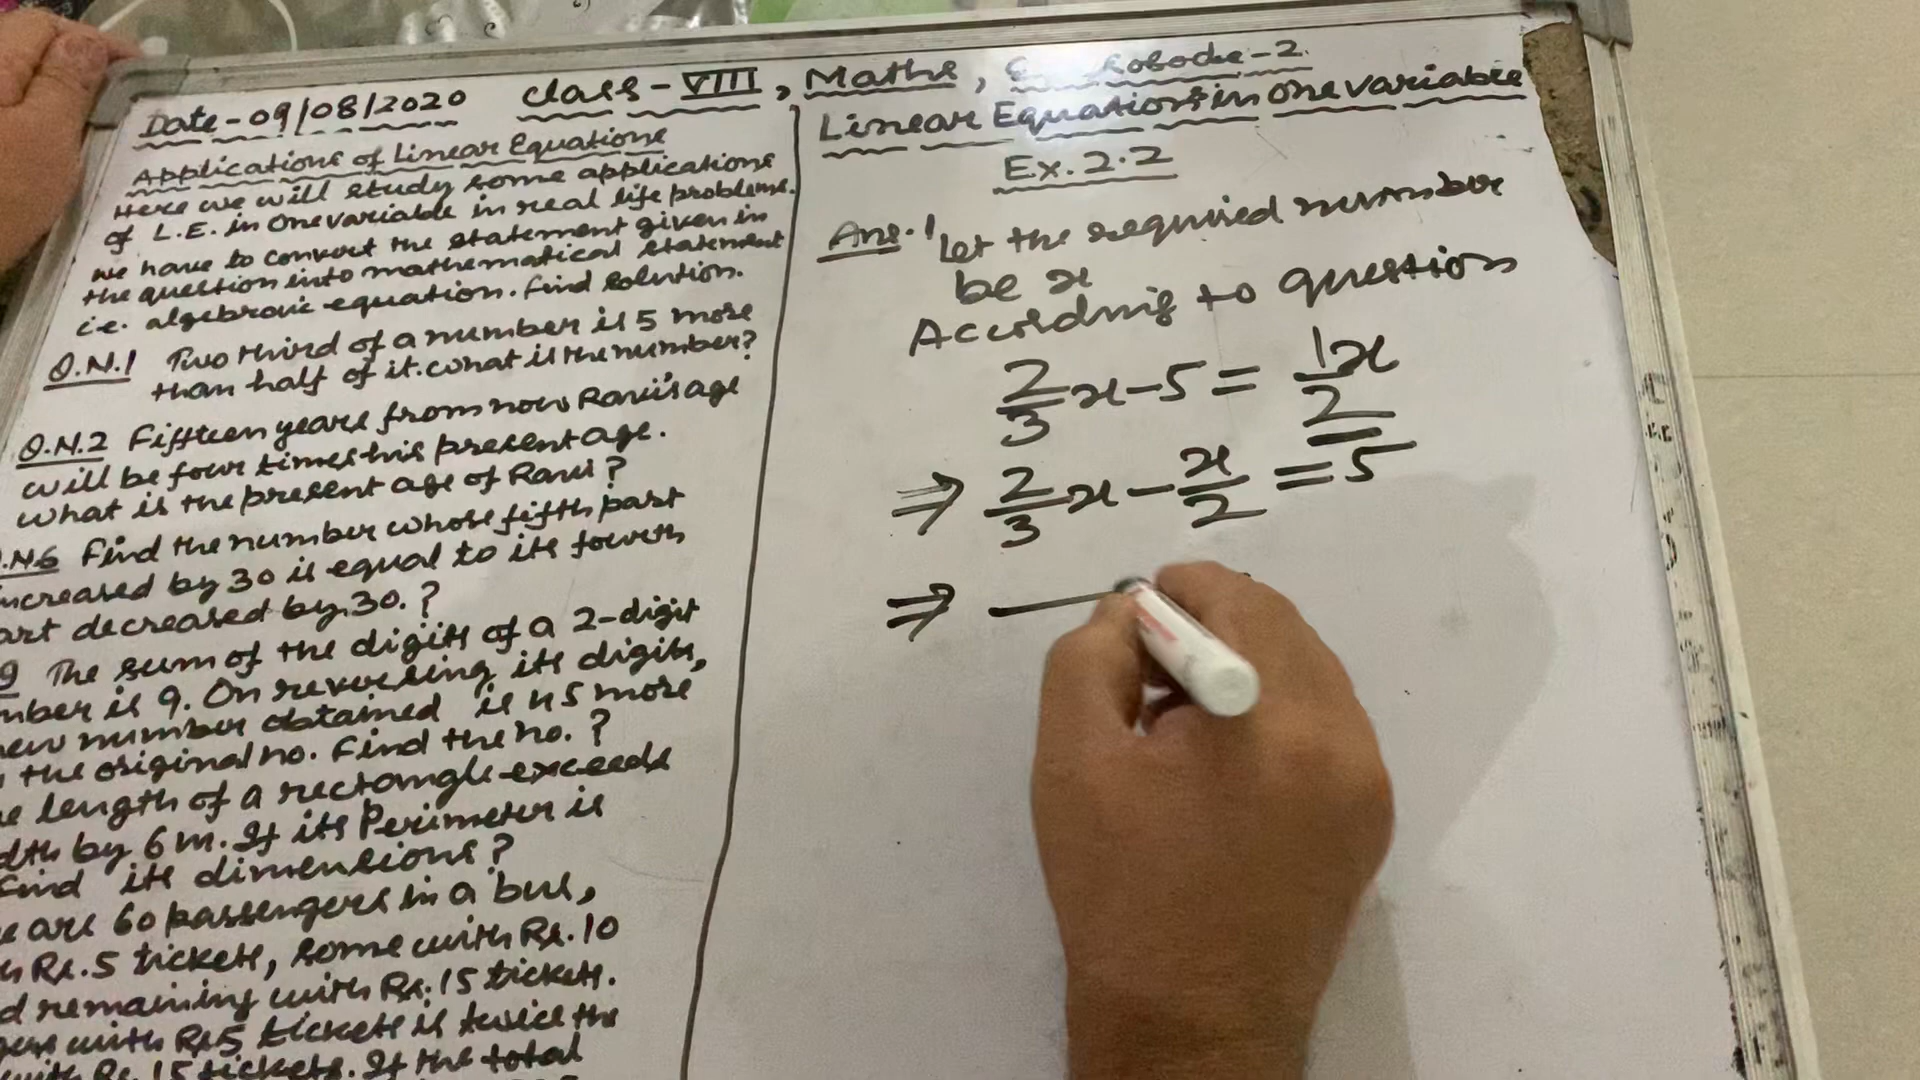 Date-09/08/2020 Class-VIII, Maths,
Linear Equations in one variable
Ex. 2.2
Applications of Linear Equations
Here we will study some applications
of L.E. in one variable in real life problems.
we have to convert the statement given in
the question into mathematical statement
i.e. algebraic equation. find solution.
Q.N.1 Two third of a number is 5 more
than half of it. what is the number?
Q.N.2 Fifteen years from now Ravi's age
will be four times his present age.
what is the present age of Ravi?
.N.6 Find the number whose fifth part
increased by 30 is equal to its fourth
art decreased by 30.?
9 The sum of the digits of a 2-digit
mber is 9. On reversing its digits,
new number obtained is 45 more
the original no. Find the no.?
e length of a rectangle exceeds
dth by 6 m. If its Perimeter is
find its dimensions?
e are 60 passengers in a bus,
h Rs. 5 tickets, some with Rs. 10
d remaining with Rs. 15 tickets.
gers with Rs5 tickets is twice the
with Rs. 15 tickets. If the total
Ans. 1 Let the required number
be x
According to question
2/3 x - 5 = 1x/2
⇒ 2/3 x - x/2 = 5
⇒